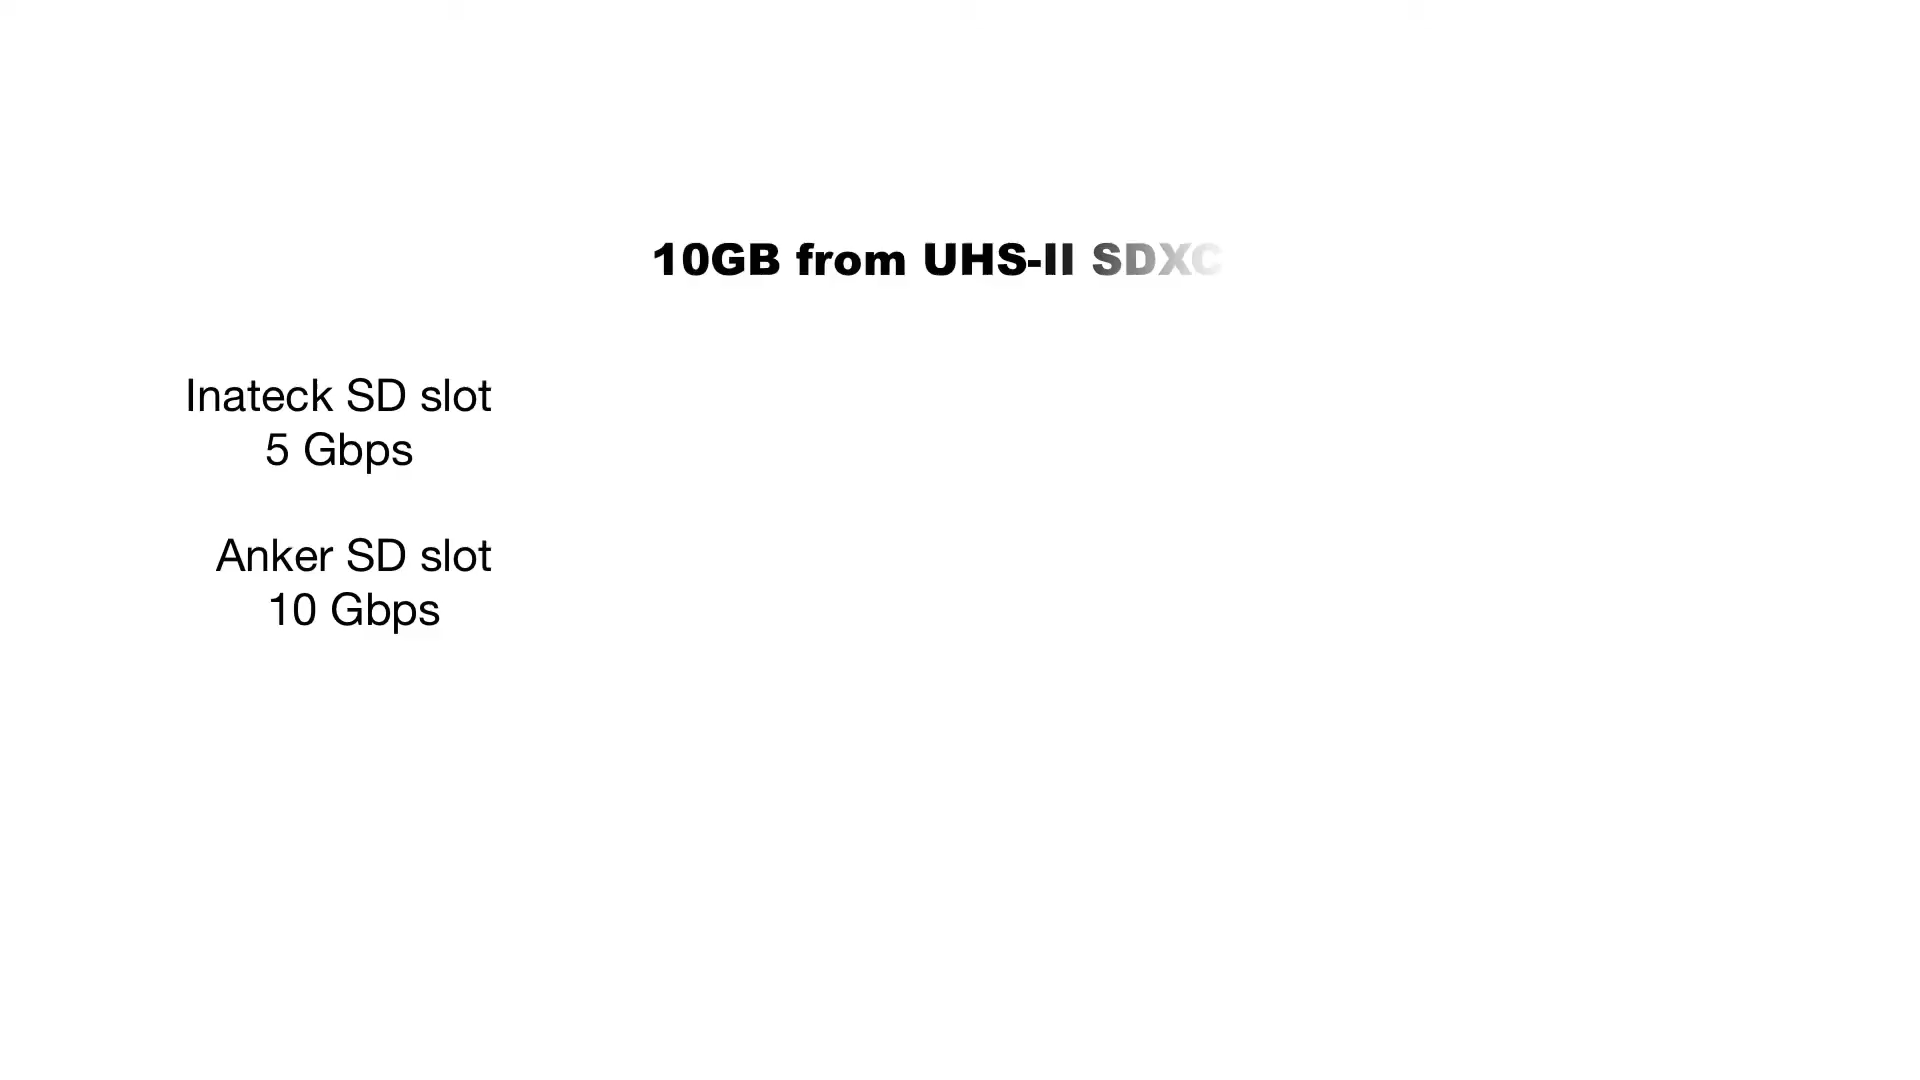 10GB from UHS-II SDXC
Inateck SD slot
5 Gbps
Anker SD slot
10 Gbps